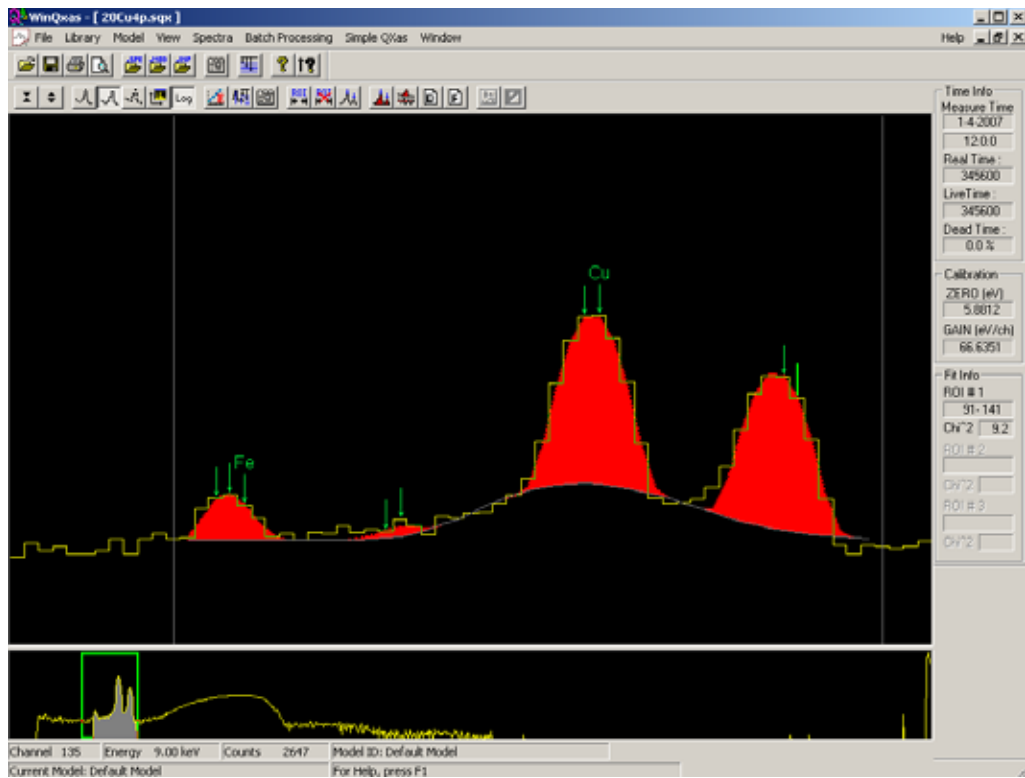 WinQxas - [ 20Cu4p.sqx ]
File Library Model View Spectra Batch Processing Simple QXas Window Help
Log
Time Info
Measure Time
1-4-2007
12:0:0
Real Time :
345600
LiveTime :
345600
Dead Time :
0.0 %
Calibration
ZERO (eV)
5.8812
GAIN (eV/ch)
66.6351
Fit Info
ROI # 1
91- 141
Chi^2 9.2
ROI # 2
Chi^2
ROI # 3
Chi^2
Cu
Fe
Channel 135 Energy 9.00 keV Counts 2647 Model ID: Default Model
Current Model: Default Model For Help, press F1